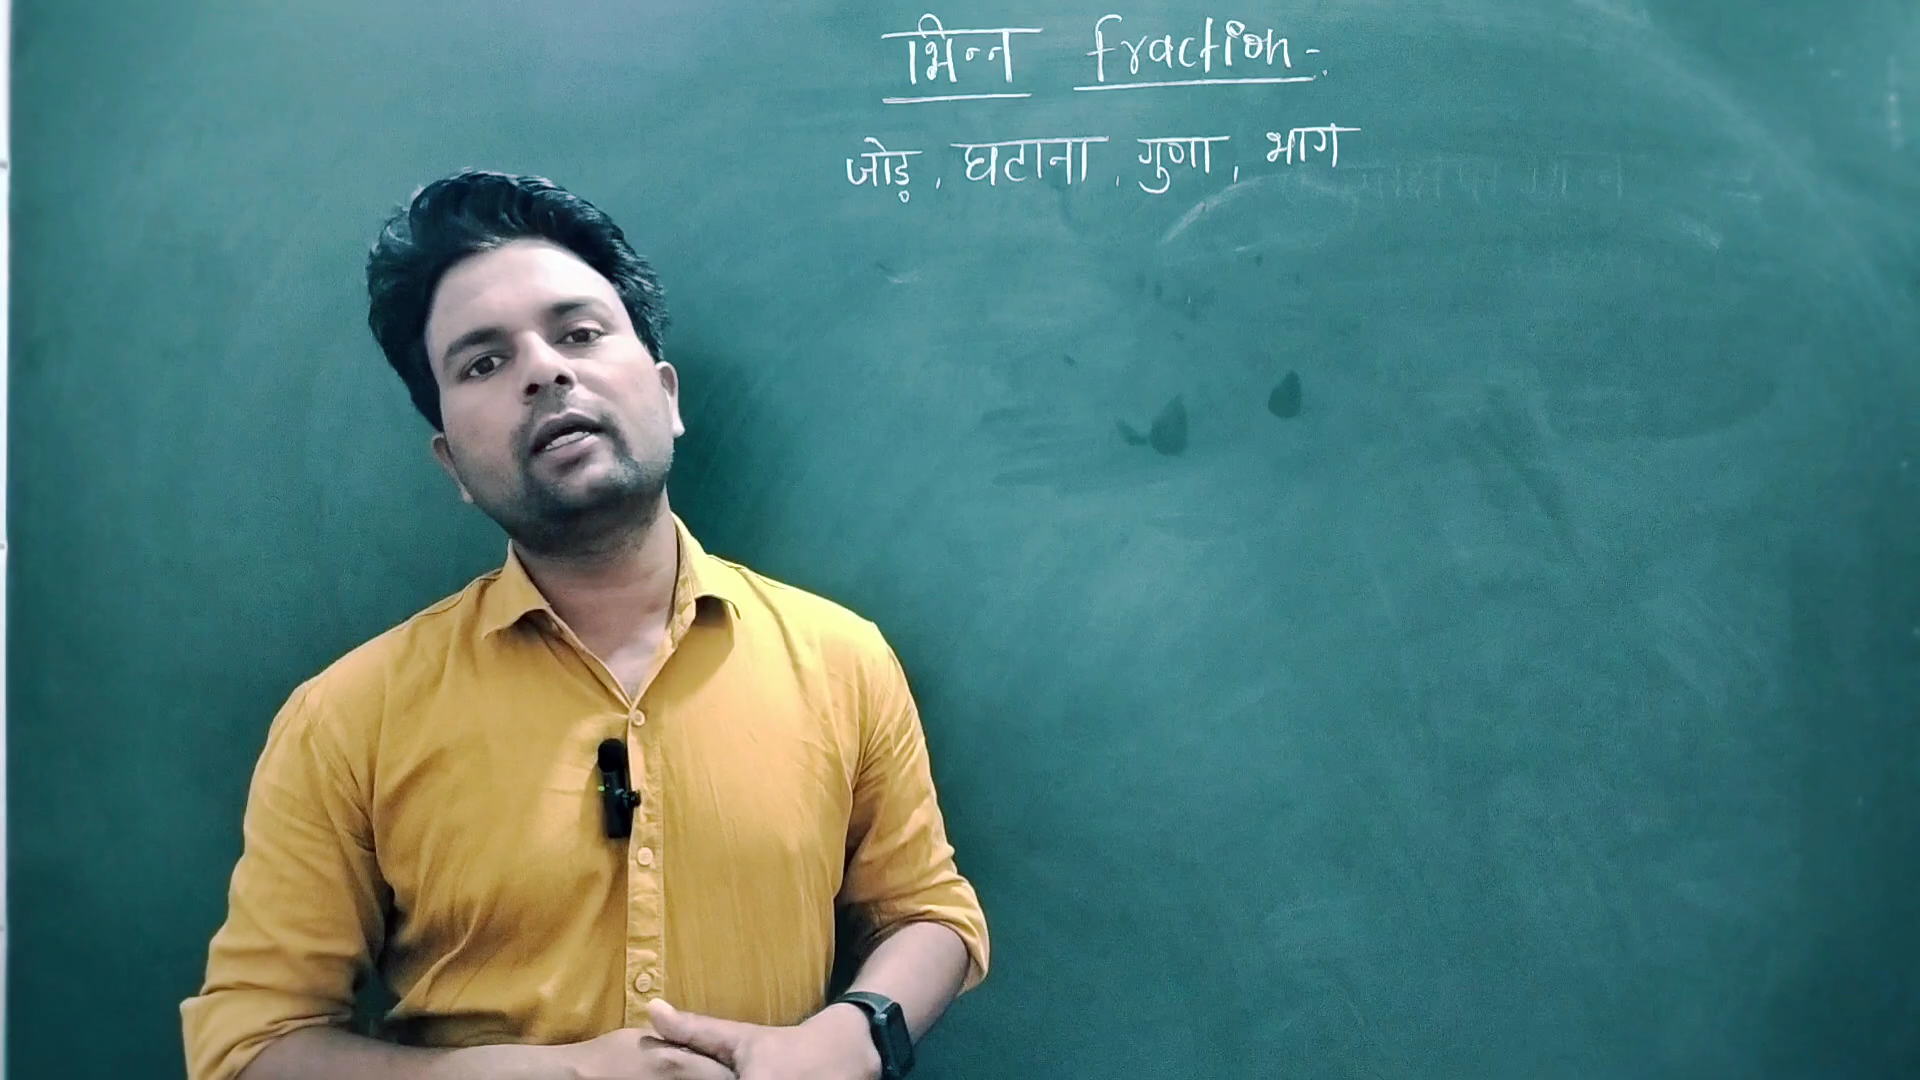 भिन्न fraction-.
जोड़, घटाना, गुणा, भाग